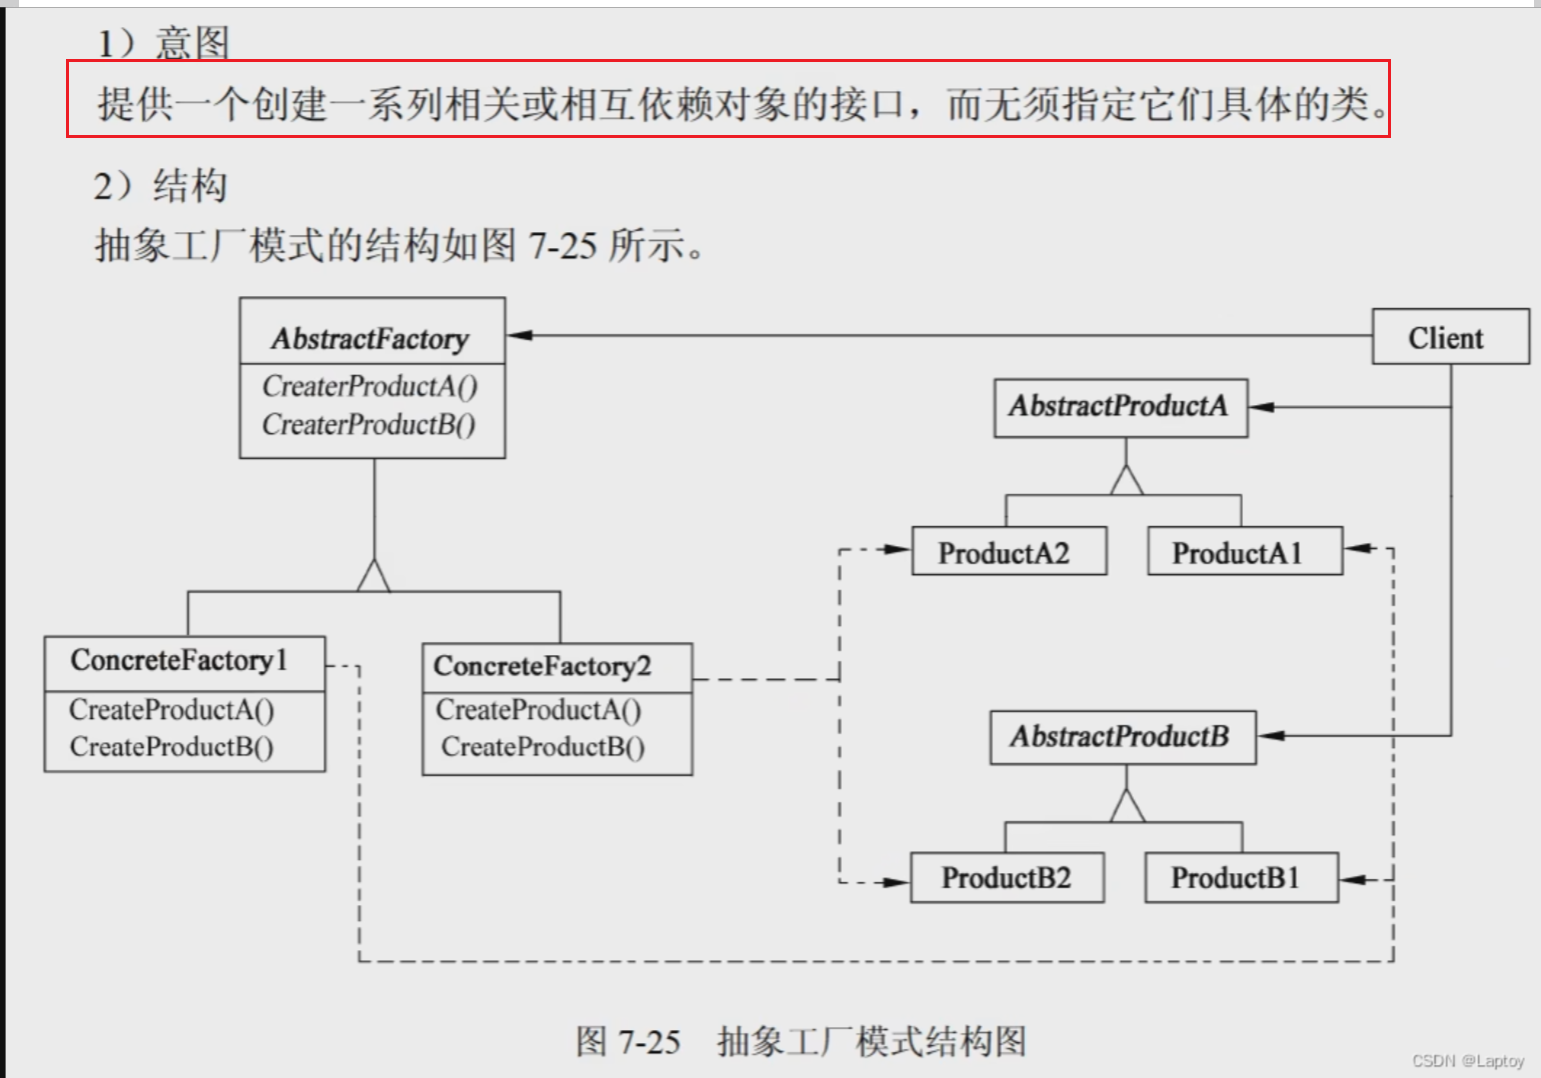 1）意图
提供一个创建一系列相关或相互依赖对象的接口，而无须指定它们具体的类。
2）结构
抽象工厂模式的结构如图 7-25 所示。
AbstractFactory
CreaterProductA()
CreaterProductB()
Client
AbstractProductA
ProductA2
ProductA1
ConcreteFactory1
CreateProductA()
CreateProductB()
ConcreteFactory2
CreateProductA()
CreateProductB()
AbstractProductB
ProductB2
ProductB1
图 7-25 抽象工厂模式结构图
CSDN @Laptoy